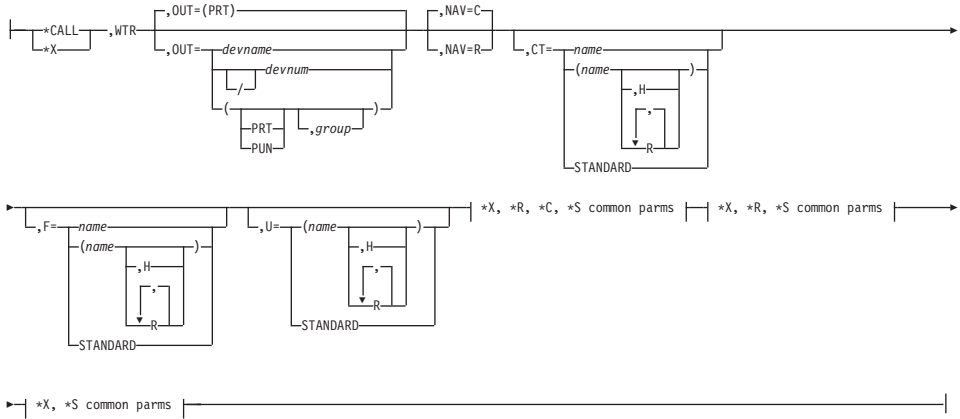 ,OUT=(PRT) ,NAV=C
*CALL ,WTR
*X ,OUT= devname ,NAV=R ,CT= name
devnum (name )
/ ,H
( ) ,
PRT ,group R
PUN STANDARD
*X, *R, *C, *S common parms *X, *R, *S common parms
,F= name ,U= (name )
(name ) ,H
,H ,
, R
R STANDARD
STANDARD
*X, *S common parms